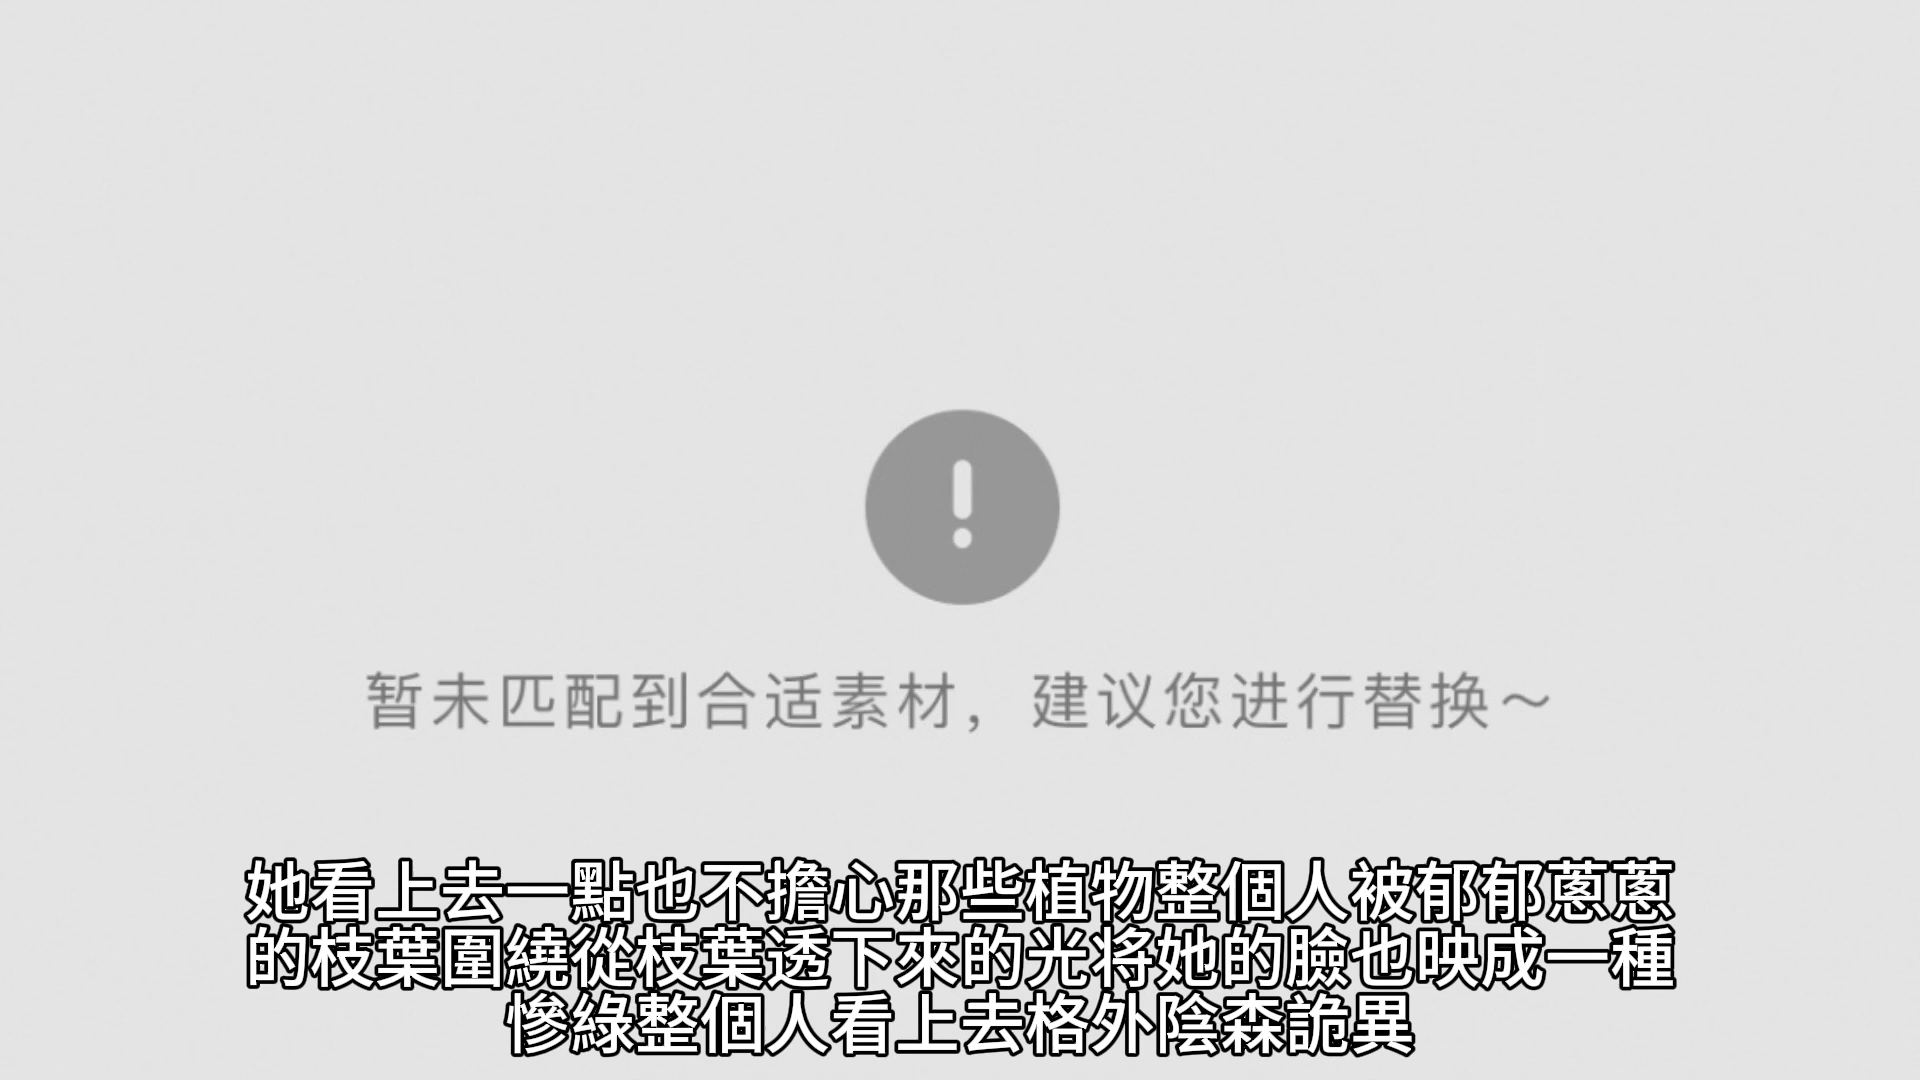 暂未匹配到合适素材，建议您进行替换～
她看上去一點也不擔心那些植物整個人被郁郁蔥蔥
的枝葉圍繞從枝葉透下來的光将她的臉也映成一種
慘綠整個人看上去格外陰森詭異